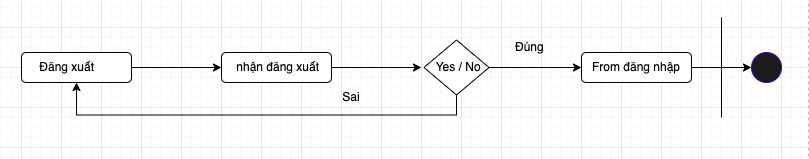 Đăng xuất
nhận đăng xuất
Yes / No
Đúng
From đăng nhập
Sai